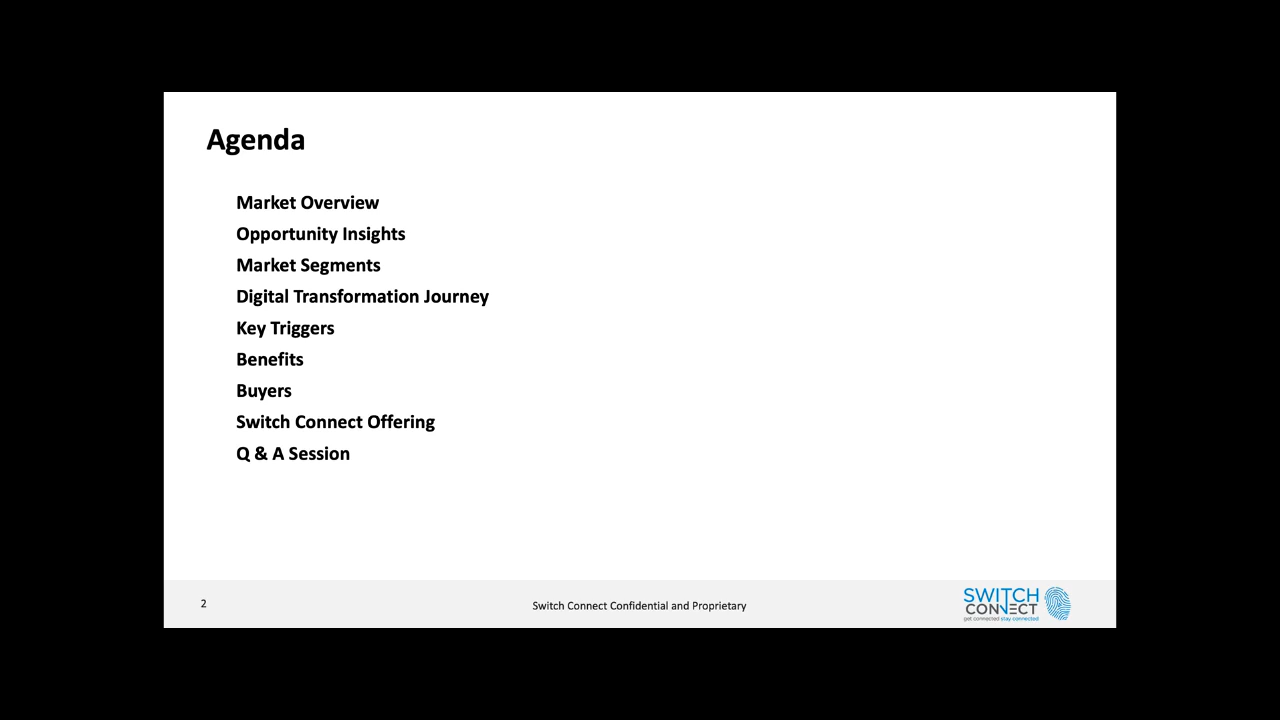 Agenda
Market Overview
Opportunity Insights
Market Segments
Digital Transformation Journey
Key Triggers
Benefits
Buyers
Switch Connect Offering
Q & A Session
2
Switch Connect Confidential and Proprietary
SWITCH
CONNECT
get connected stay connected